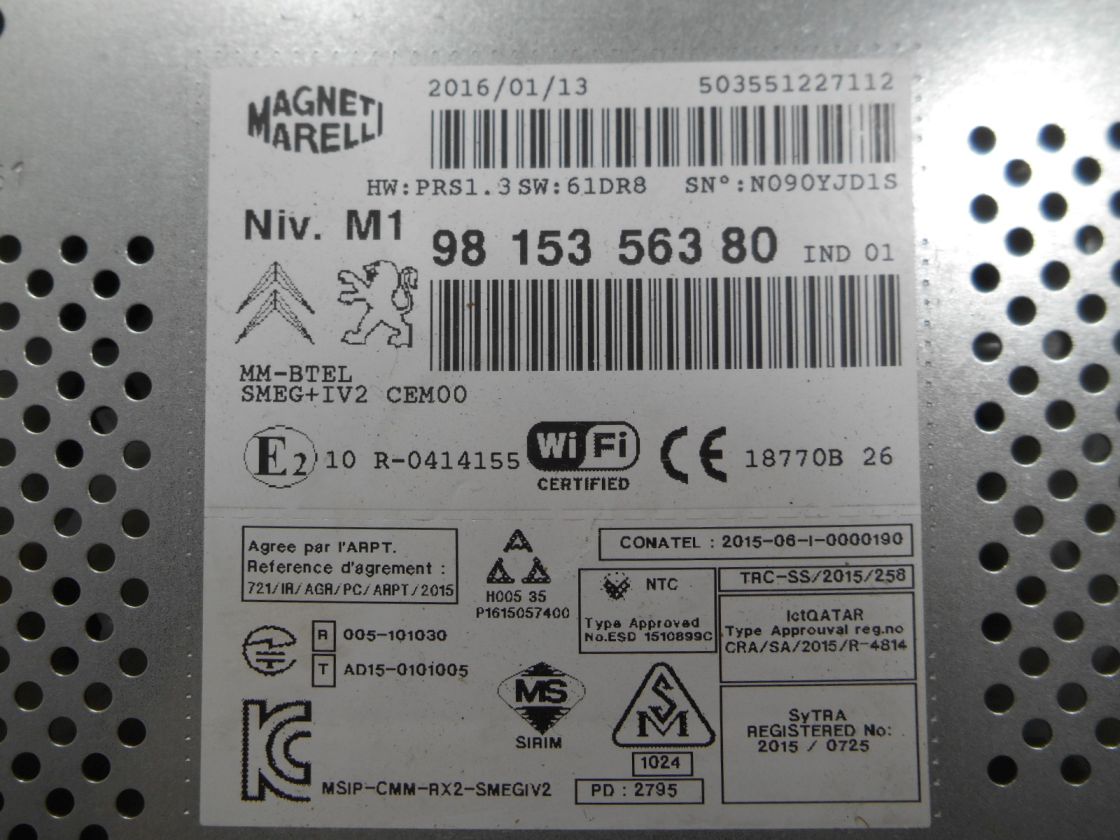 MAGNETI
MARELLI
2016/01/13
503551227112
HW:PRS1.3 SW:61DR8 SN°:N090YJD1S
Niv. M1
98 153 563 80 IND 01
MM-BTEL
SMEG+IV2 CEM00
E2 10 R-0414155
Wi Fi
CERTIFIED
CE 18770B 26
Agree par l'ARPT.
Reference d'agrement :
721/IR/AGR/PC/ARPT/2015
H005 35
P1615057400
CONATEL : 2015-06-I-0000190
NTC
Type Approved
No.ESD 1510899C
TRC-SS/2015/258
IctQATAR
Type Approuval reg.no
CRA/SA/2015/R-4814
R 005-101030
T AD15-0101005
MS
SIRIM
SM
1024
PD : 2795
SyTRA
REGISTERED No:
2015 / 0725
KC
MSIP-CMM-RX2-SMEGIV2